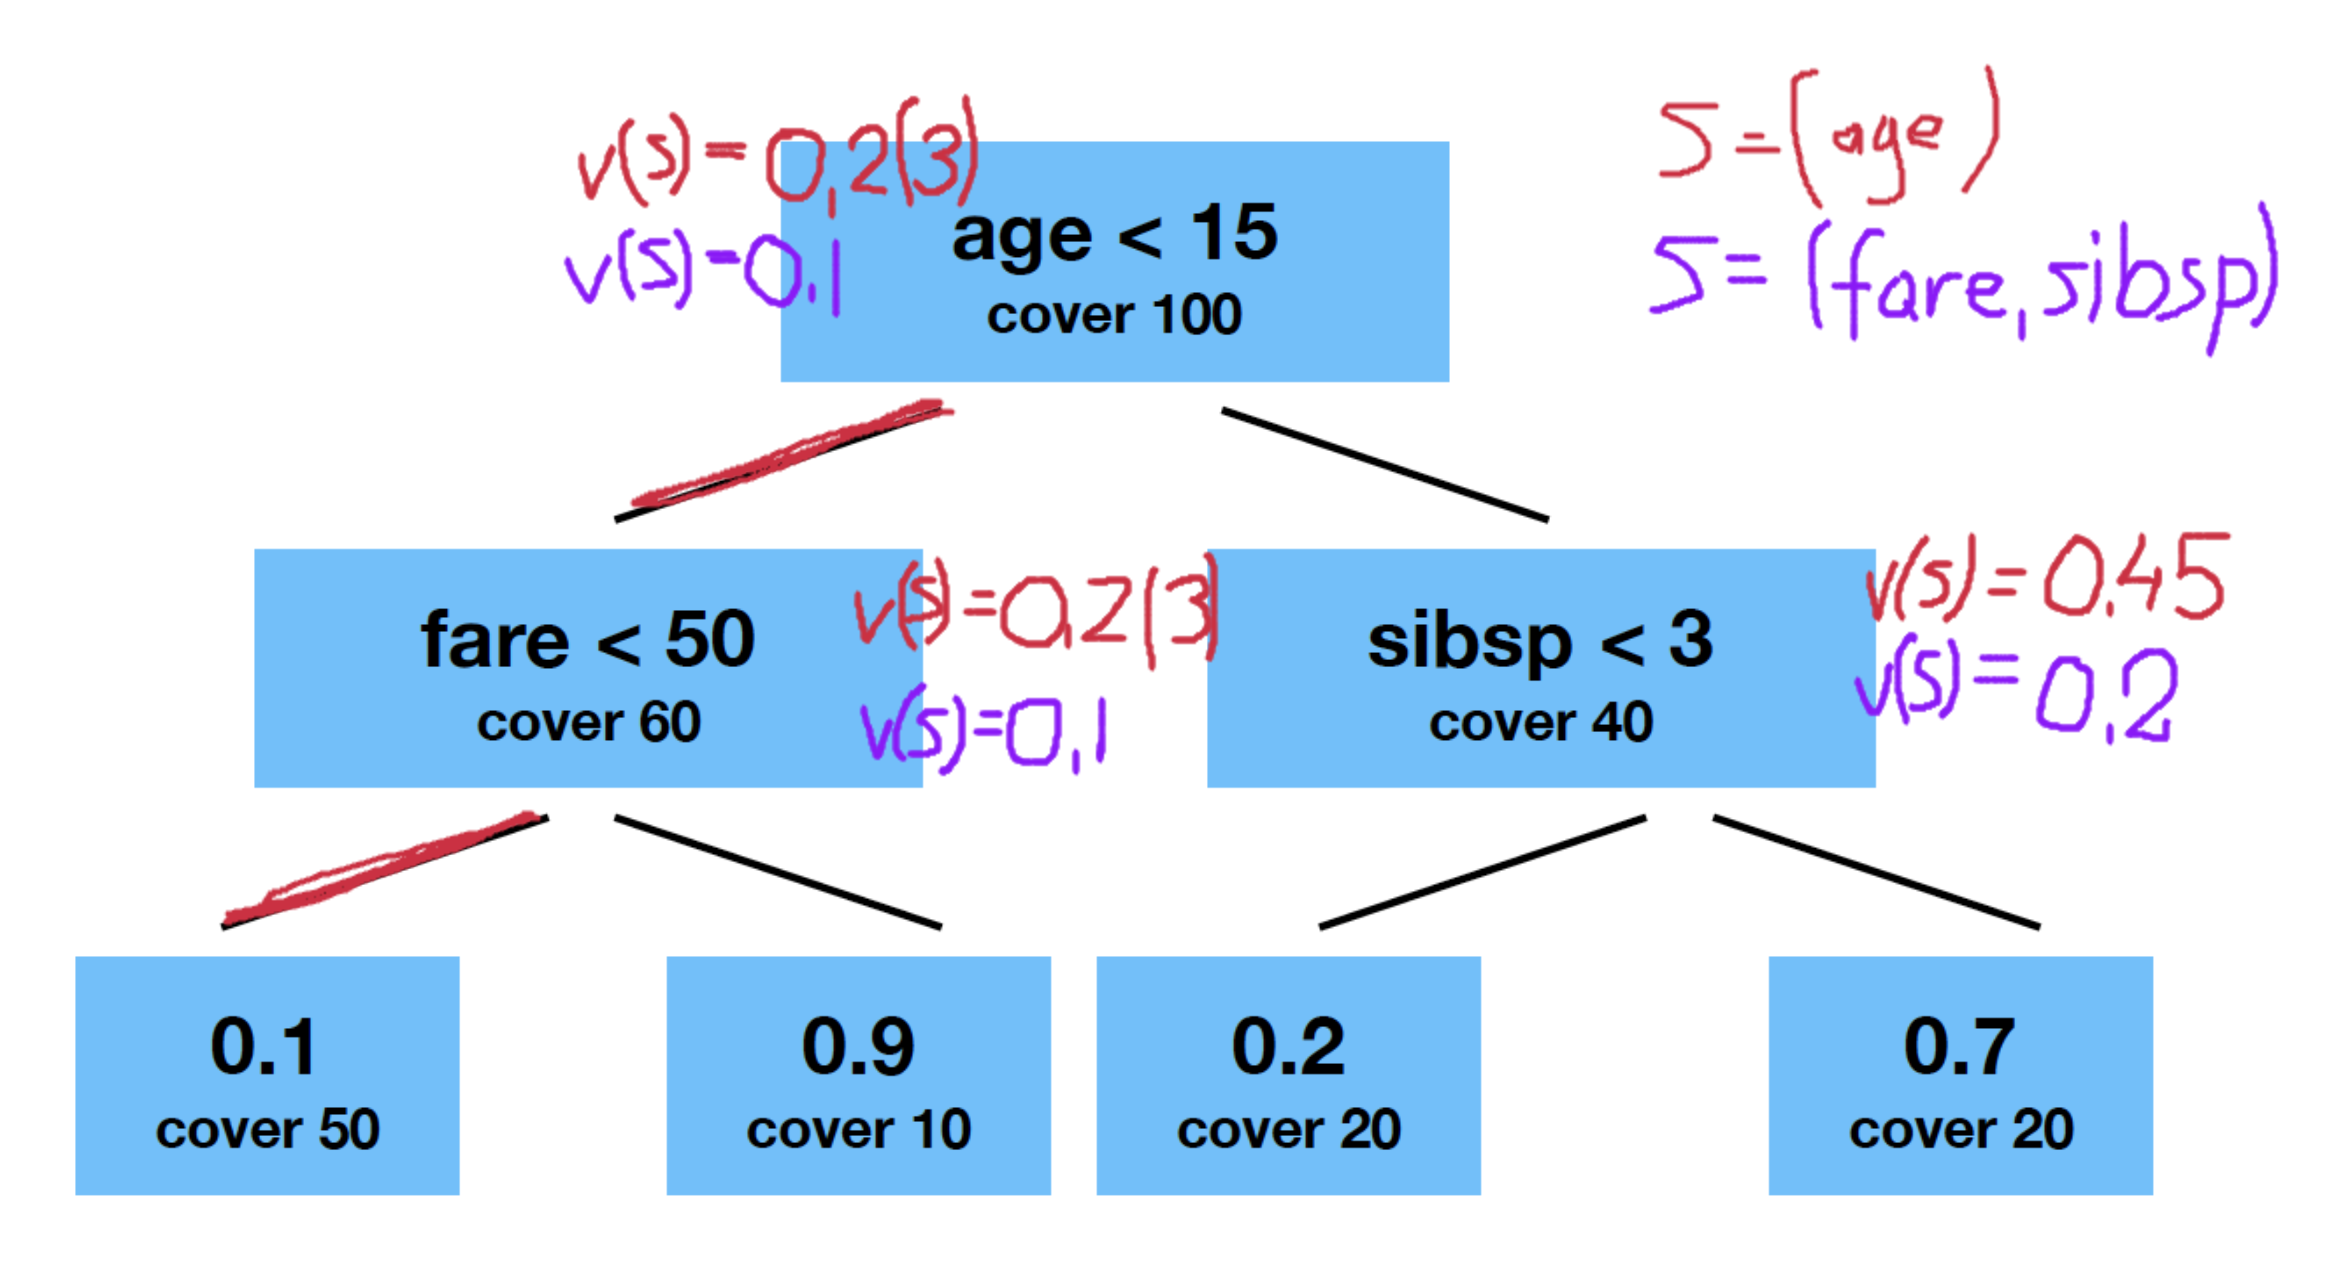 v(s)=0,2(3)
S=(age)
v(s)=0.1
S=(fare,sibsp)
age < 15
cover 100
fare < 50
cover 60
v(s)=0,2(3)
v(s)=0,1
sibsp < 3
cover 40
v(s)=0.45
v(s)=0,2
0.1
cover 50
0.9
cover 10
0.2
cover 20
0.7
cover 20